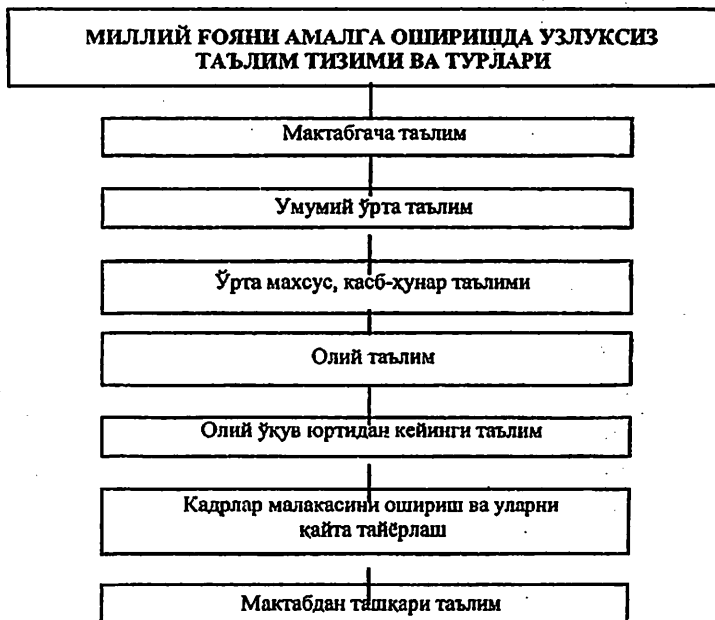 МИЛЛИЙ ҒОЯНИ АМАЛГА ОШИРИШДА УЗЛУКСИЗ
ТАЪЛИМ ТИЗИМИ ВА ТУРЛАРИ
Мактабгача таълим
Умумий ўрта таълим
Ўрта махсус, касб-ҳунар таълими
Олий таълим
Олий ўқув юртидан кейинги таълим
Кадрлар малакасини ошириш ва уларни
қайта тайёрлаш
Мактабдан ташқари таълим